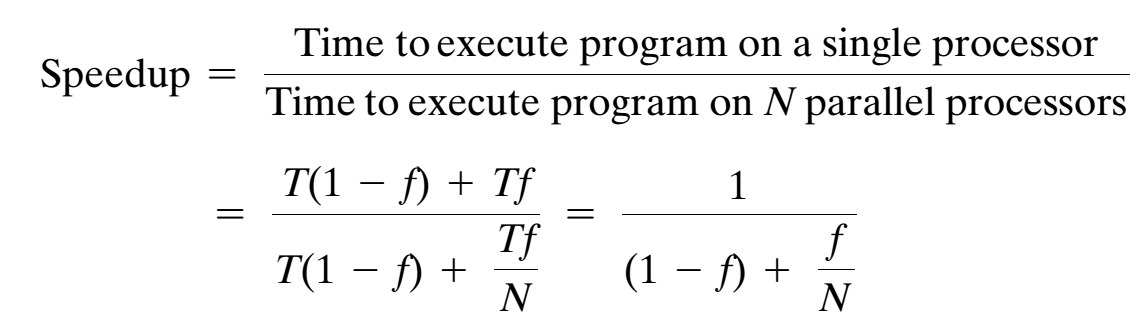 Speedup = Time to execute program on a single processor / Time to execute program on N parallel processors
= T(1 − f) + Tf / T(1 − f) + Tf/N = 1 / (1 − f) + f/N